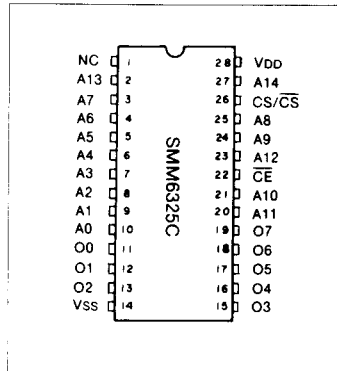 NC 1 28 VDD
A13 2 27 A14
A7 3 26 CS/C̅S̅
A6 4 25 A8
A5 5 24 A9
A4 6 23 A12
A3 7 22 C̅E̅
A2 8 21 A10
A1 9 20 A11
A0 10 19 O7
O0 11 18 O6
O1 12 17 O5
O2 13 16 O4
VSS 14 15 O3
SMM6325C